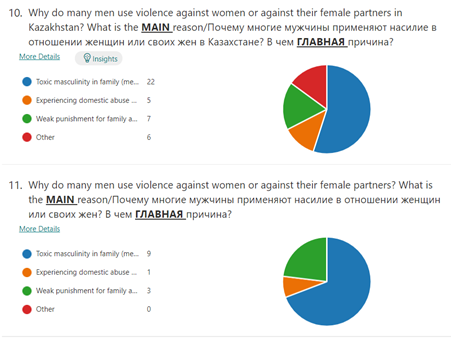 10. Why do many men use violence against women or against their female partners in
Kazakhstan? What is the MAIN reason/Почему многие мужчины применяют насилие в
отношении женщин или своих жен в Казахстане? В чем ГЛАВНАЯ причина?
More Details
Insights
Toxic masculinity in family (me... 22
Experiencing domestic abuse ... 5
Weak punishment for family a... 7
Other 6
11. Why do many men use violence against women or against their female partners? What is
the MAIN reason/Почему многие мужчины применяют насилие в отношении женщин
или своих жен? В чем ГЛАВНАЯ причина?
More Details
Toxic masculinity in family (me... 9
Experiencing domestic abuse ... 1
Weak punishment for family a... 3
Other 0